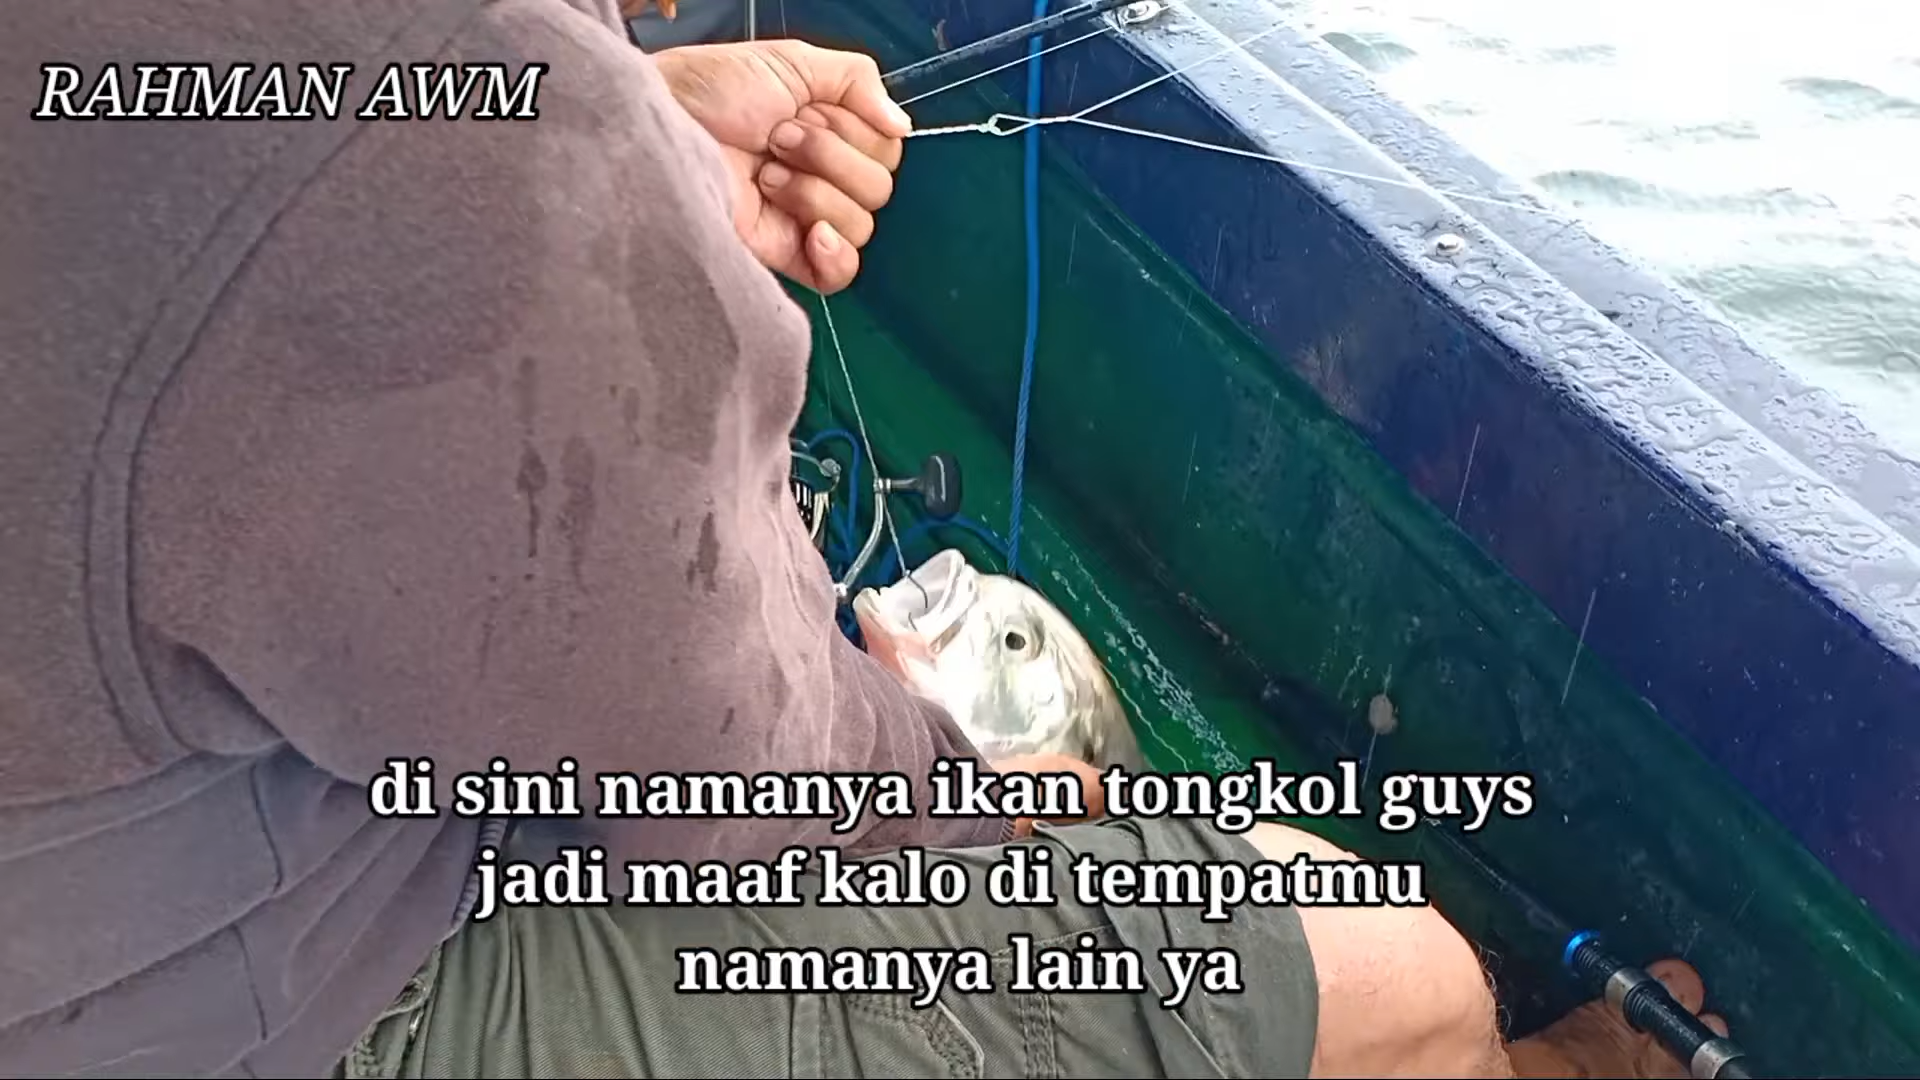 RAHMAN AWM
di sini namanya ikan tongkol guys
jadi maaf kalo di tempatmu
namanya lain ya